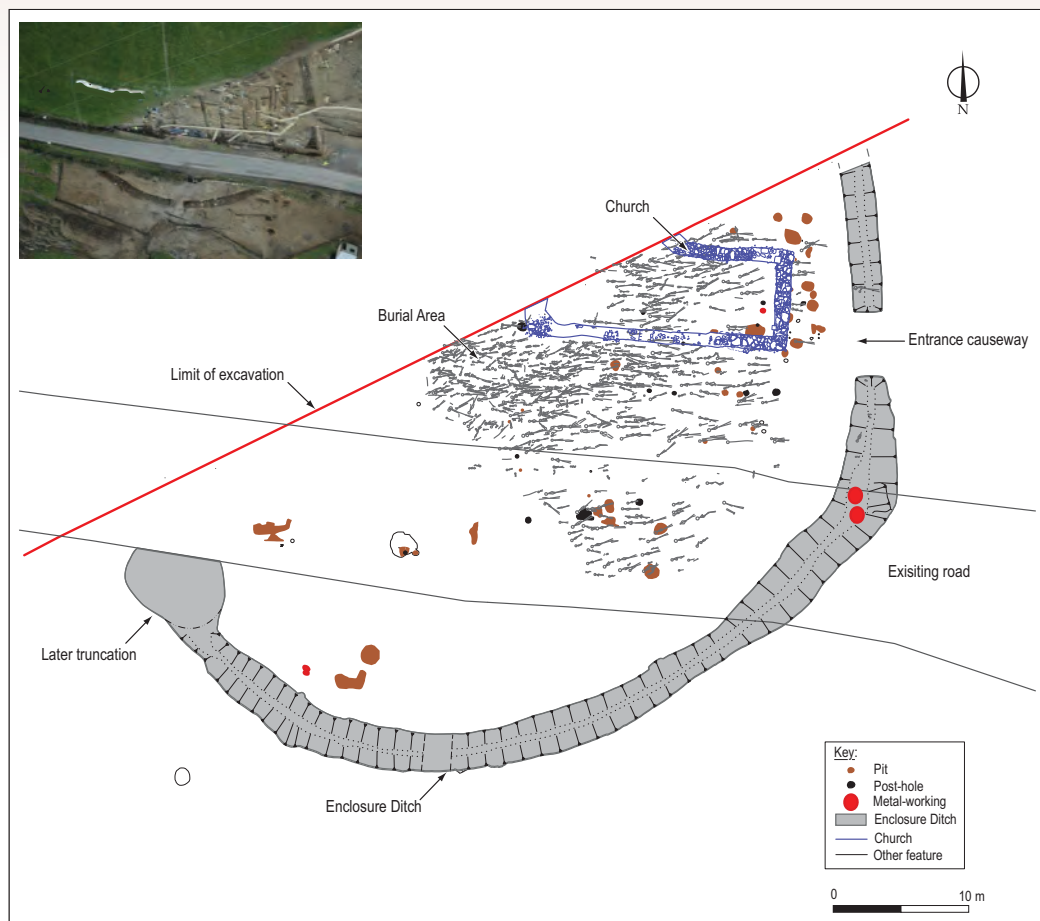 N
Church
Burial Area
Entrance causeway
Limit of excavation
Exisiting road
Later truncation
Enclosure Ditch
Key:
Pit
Post-hole
Metal-working
Enclosure Ditch
Church
Other feature
0 10 m